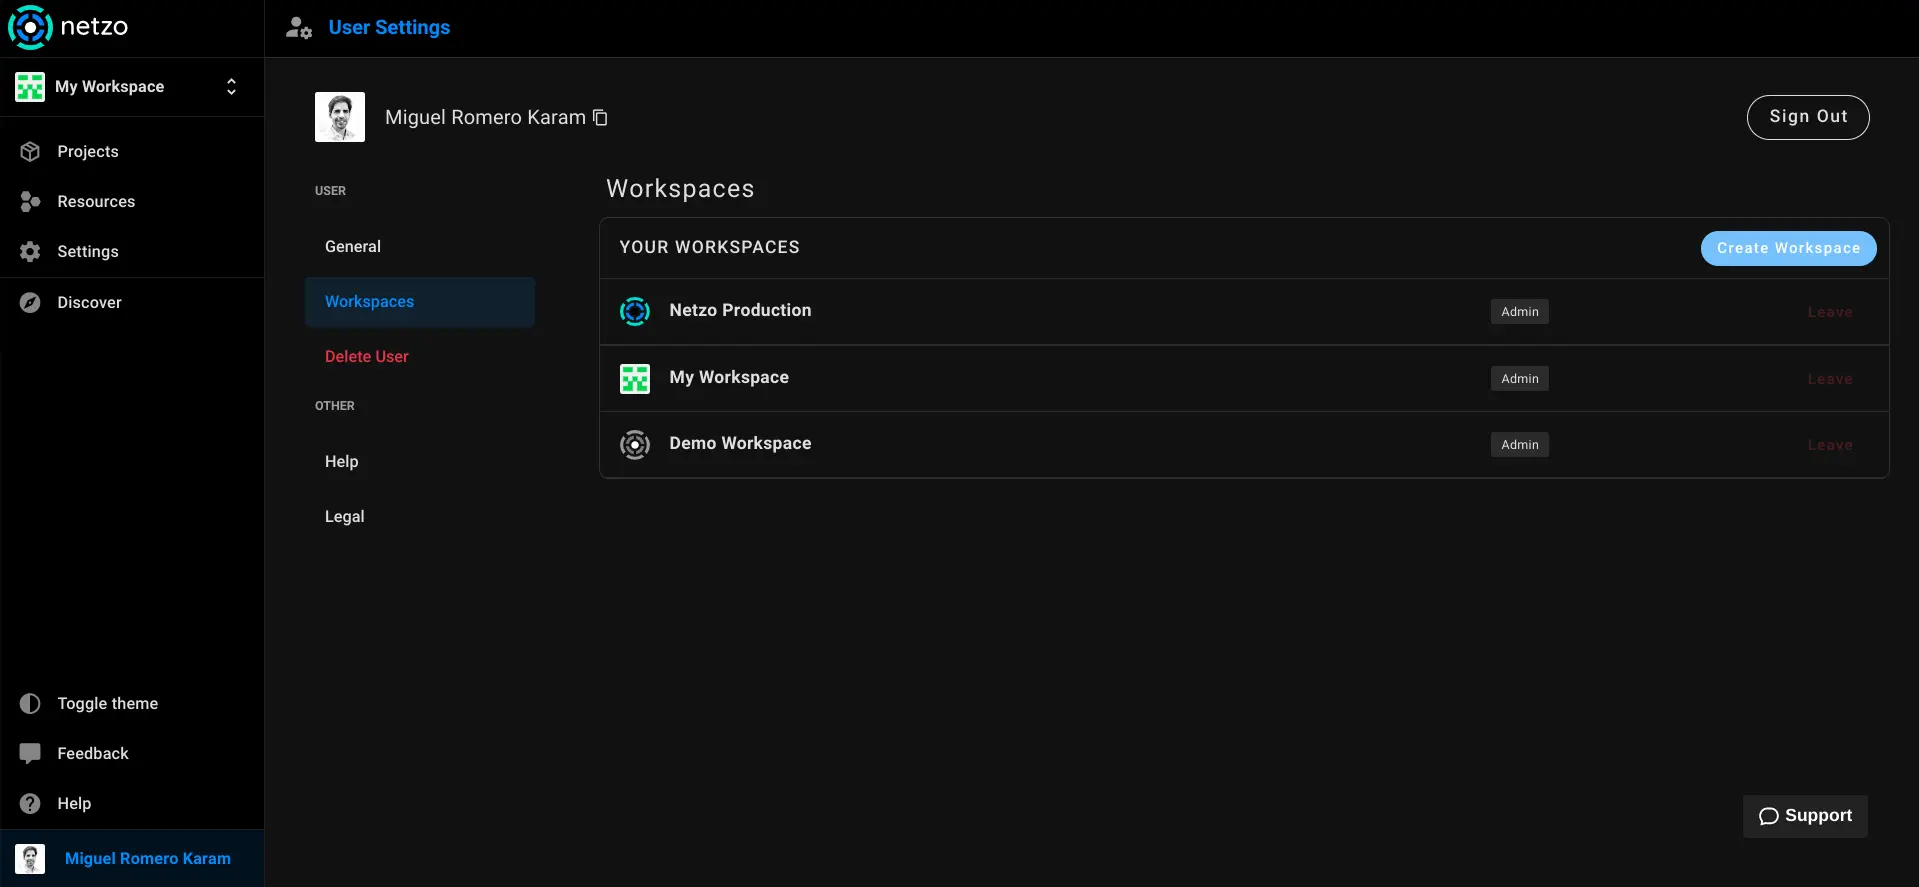 netzo
User Settings
My Workspace
Projects
Resources
Settings
Discover
Toggle theme
Feedback
Help
Miguel Romero Karam
Miguel Romero Karam
Sign Out
USER
General
Workspaces
Delete User
OTHER
Help
Legal
Workspaces
YOUR WORKSPACES
Create Workspace
Netzo Production Admin Leave
My Workspace Admin Leave
Demo Workspace Admin Leave
Support